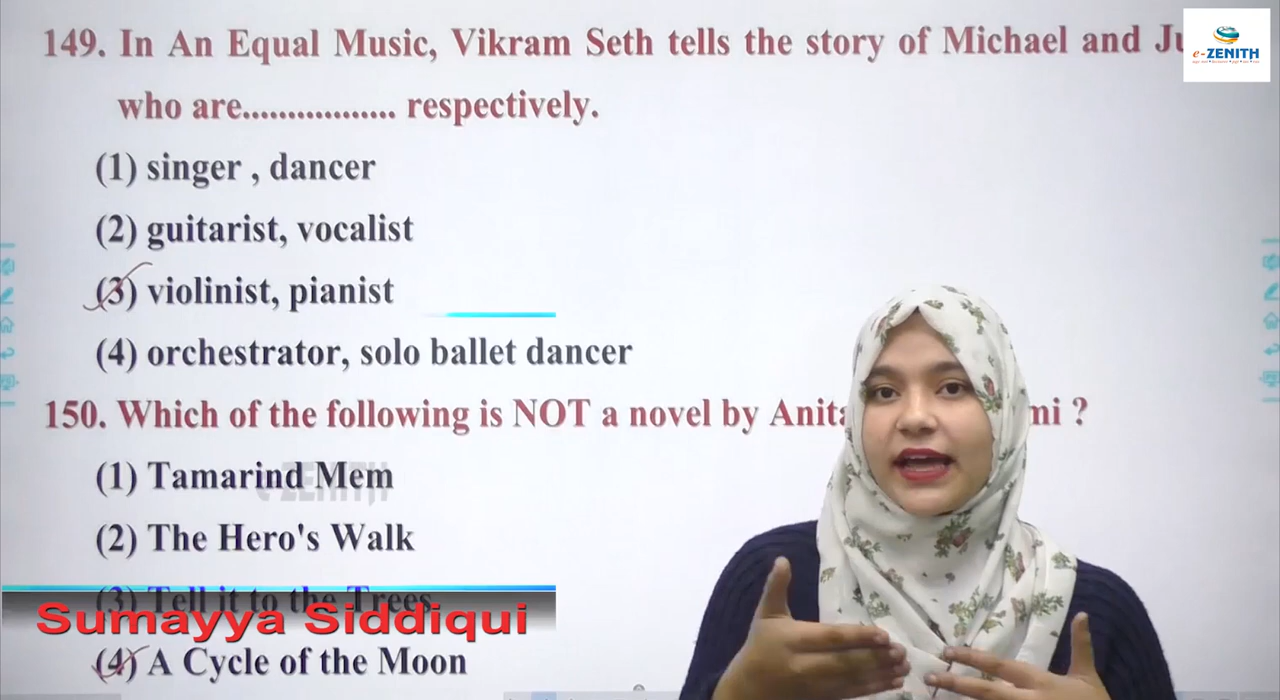 149. In An Equal Music, Vikram Seth tells the story of Michael and
e-ZENITH
who are................. respectively.
(1) singer , dancer
(2) guitarist, vocalist
(3) violinist, pianist
(4) orchestrator, solo ballet dancer
150. Which of the following is NOT a novel by ?
(1) Tamarind Mem
e-ZENITH
(2) The Hero's Walk
(3) Tell it to the Trees
Sumayya Siddiqui
(4) A Cycle of the Moon